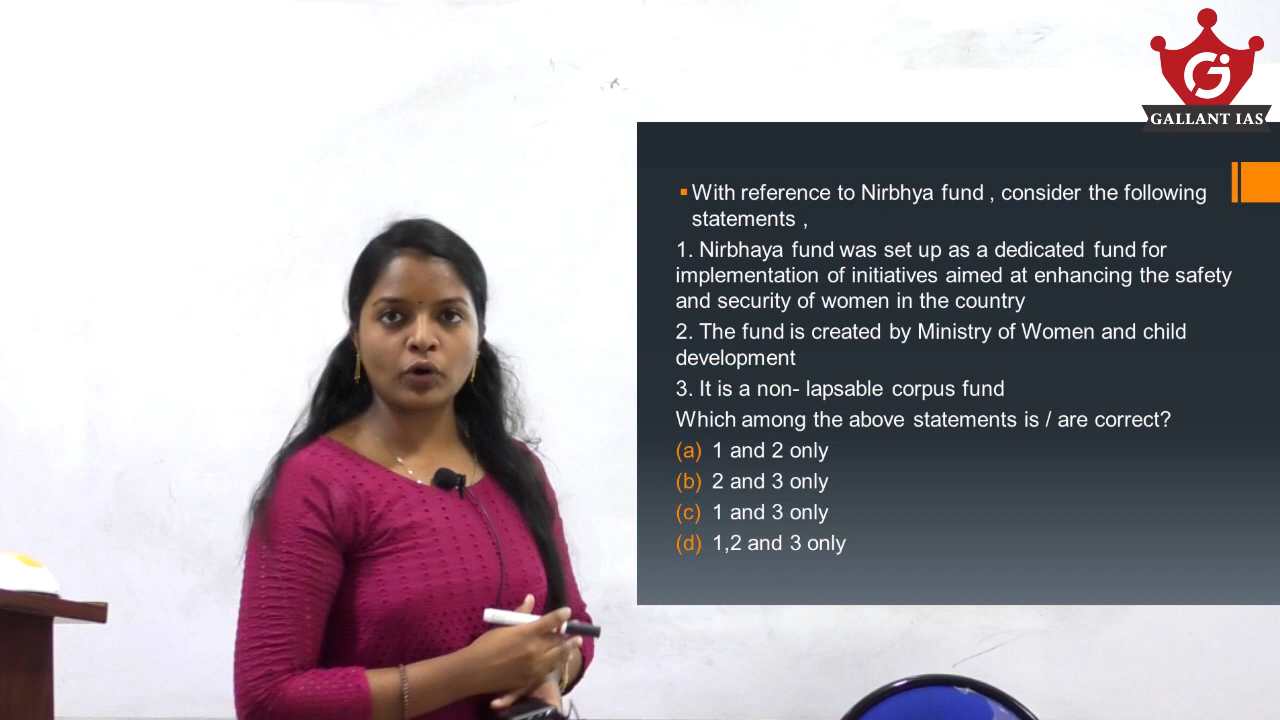 GALLANT IAS
With reference to Nirbhya fund , consider the following
statements ,
1. Nirbhaya fund was set up as a dedicated fund for
implementation of initiatives aimed at enhancing the safety
and security of women in the country
2. The fund is created by Ministry of Women and child
development
3. It is a non- lapsable corpus fund
Which among the above statements is / are correct?
(a) 1 and 2 only
(b) 2 and 3 only
(c) 1 and 3 only
(d) 1,2 and 3 only